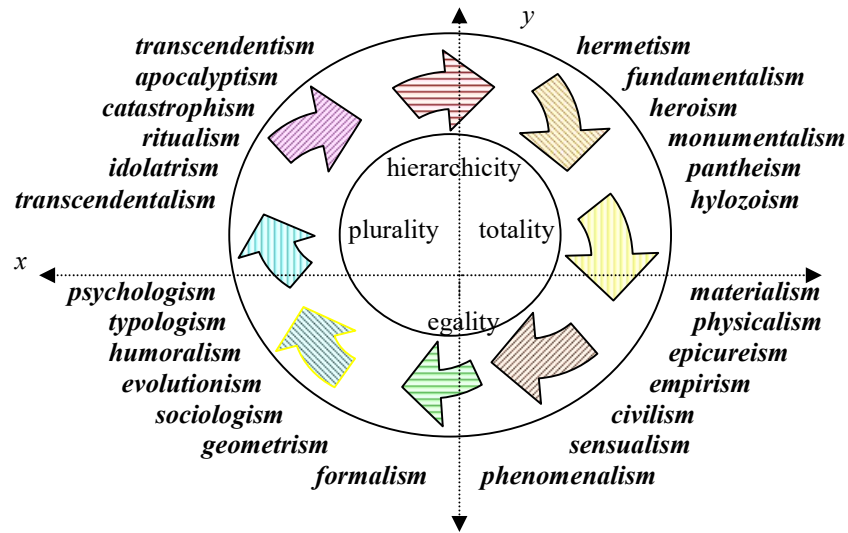 y
transcendentism
apocalyptism
catastrophism
ritualism
idolatrism
transcendentalism
hermetism
fundamentalism
heroism
monumentalism
pantheism
hylozoism
hierarchicity
plurality
totality
egality
x
psychologism
typologism
humoralism
evolutionism
sociologism
geometrism
formalism
materialism
physicalism
epicureism
empirism
civilism
sensualism
phenomenalism